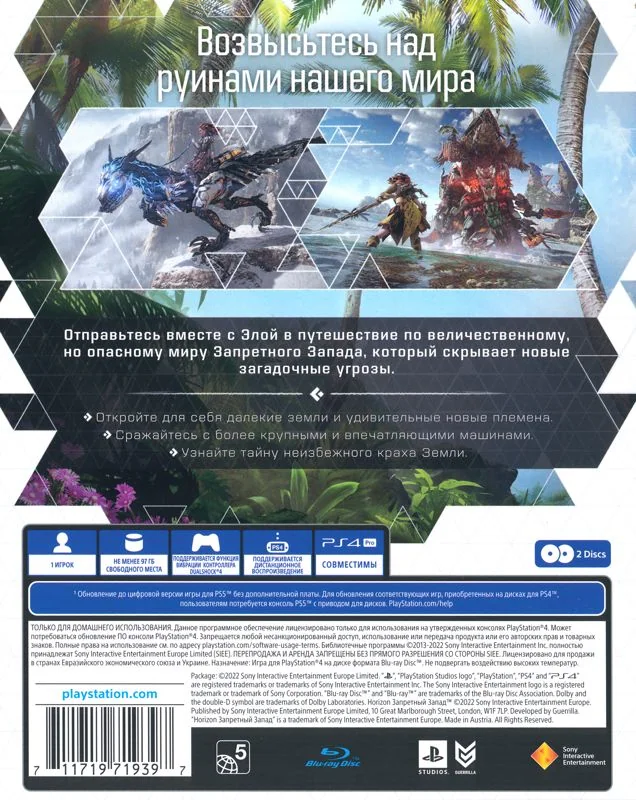 Возвысьтесь над
руинами нашего мира
Отправьтесь вместе с Элой в путешествие по величественному,
но опасному миру Запретного Запада, который скрывает новые
загадочные угрозы.
Откройте для себя далекие земли и удивительные новые племена.
Сражайтесь с более крупными и впечатляющими машинами.
Узнайте тайну неизбежного краха Земли.
1 ИГРОК
НЕ МЕНЕЕ 97 ГБ
СВОБОДНОГО МЕСТА
ПОДДЕРЖИВАЕТСЯ ФУНКЦИЯ
ВИБРАЦИИ КОНТРОЛЛЕРА
DUALSHOCK®4
PS4
ПОДДЕРЖИВАЕТСЯ
ДИСТАНЦИОННОЕ
ВОСПРОИЗВЕДЕНИЕ
PS4 Pro
СОВМЕСТИМЫ
2 Discs
¹ Обновление до цифровой версии игры для PS5™ без дополнительной платы. Для обновления соответствующих игр, приобретенных на дисках для PS4™,
пользователям потребуется консоль PS5™ с приводом для дисков. PlayStation.com/help
ТОЛЬКО ДЛЯ ДОМАШНЕГО ИСПОЛЬЗОВАНИЯ. Данное программное обеспечение лицензировано только для использования на утвержденных консолях PlayStation®4. Может
потребоваться обновление ПО консоли PlayStation®4. Запрещается любой несанкционированный доступ, использование или передача продукта или его авторских прав и товарных
знаков. Полные права на использование см. по адресу playstation.com/software-usage-terms. Библиотечные программы ©2013-2022 Sony Interactive Entertainment Inc. полностью
принадлежат Sony Interactive Entertainment Europe Limited (SIEE). ПЕРЕПРОДАЖА И АРЕНДА ЗАПРЕЩЕНЫ БЕЗ ПРЯМОГО РАЗРЕШЕНИЯ СО СТОРОНЫ SIEE. Лицензировано для продажи
в странах Евразийского экономического союза и Украине. Назначение: Игра для PlayStation®4 на диске формата Blu-ray Disc™. Не подвергать воздействию высоких температур.
playstation.com
7 11719 71939 7
Package: ©2022 Sony Interactive Entertainment Europe Limited. "PS", "PlayStation Studios logo", "PlayStation", "PS4" and "PS4"
are registered trademarks or trademarks of Sony Interactive Entertainment Inc. The Sony Interactive Entertainment logo is a registered
trademark or trademark of Sony Corporation. "Blu-ray Disc™" and "Blu-ray™" are trademarks of the Blu-ray Disc Association. Dolby and
the double-D symbol are trademarks of Dolby Laboratories. Horizon Запретный Запад™ ©2022 Sony Interactive Entertainment Europe.
Published by Sony Interactive Entertainment Europe Limited, 10 Great Marlborough Street, London, W1F 7LP. Developed by Guerrilla.
"Horizon Запретный Запад" is a trademark of Sony Interactive Entertainment Europe. Made in Austria. All Rights Reserved.
5
Blu-ray Disc
STUDIOS.
GUERRILLA
Sony
Interactive
Entertainment